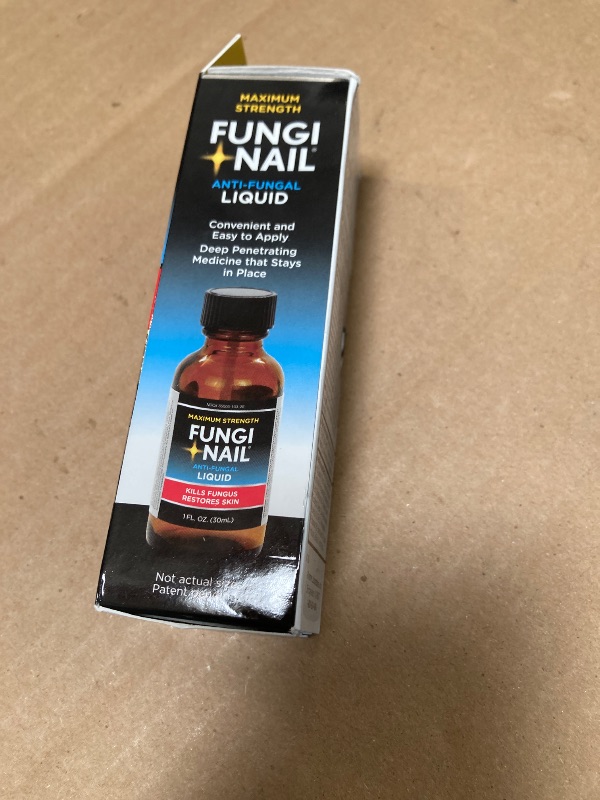 MAXIMUM
STRENGTH
FUNGI
NAIL®
ANTI-FUNGAL
LIQUID
Convenient and
Easy to Apply
Deep Penetrating
Medicine that Stays
in Place
MAXIMUM STRENGTH
FUNGI
NAIL®
ANTI-FUNGAL
LIQUID
KILLS FUNGUS
RESTORES SKIN
1 FL. OZ. (30mL)
Not actual
Patent